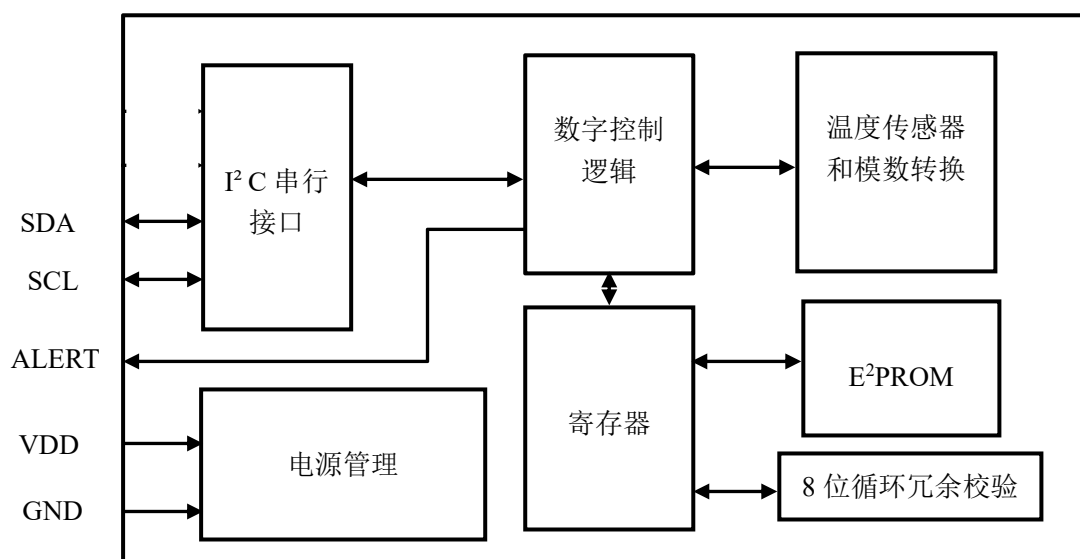 SDA
SCL
ALERT
VDD
GND
I² C 串行
接口
电源管理
数字控制
逻辑
寄存器
温度传感器
和模数转换
E²PROM
8 位循环冗余校验